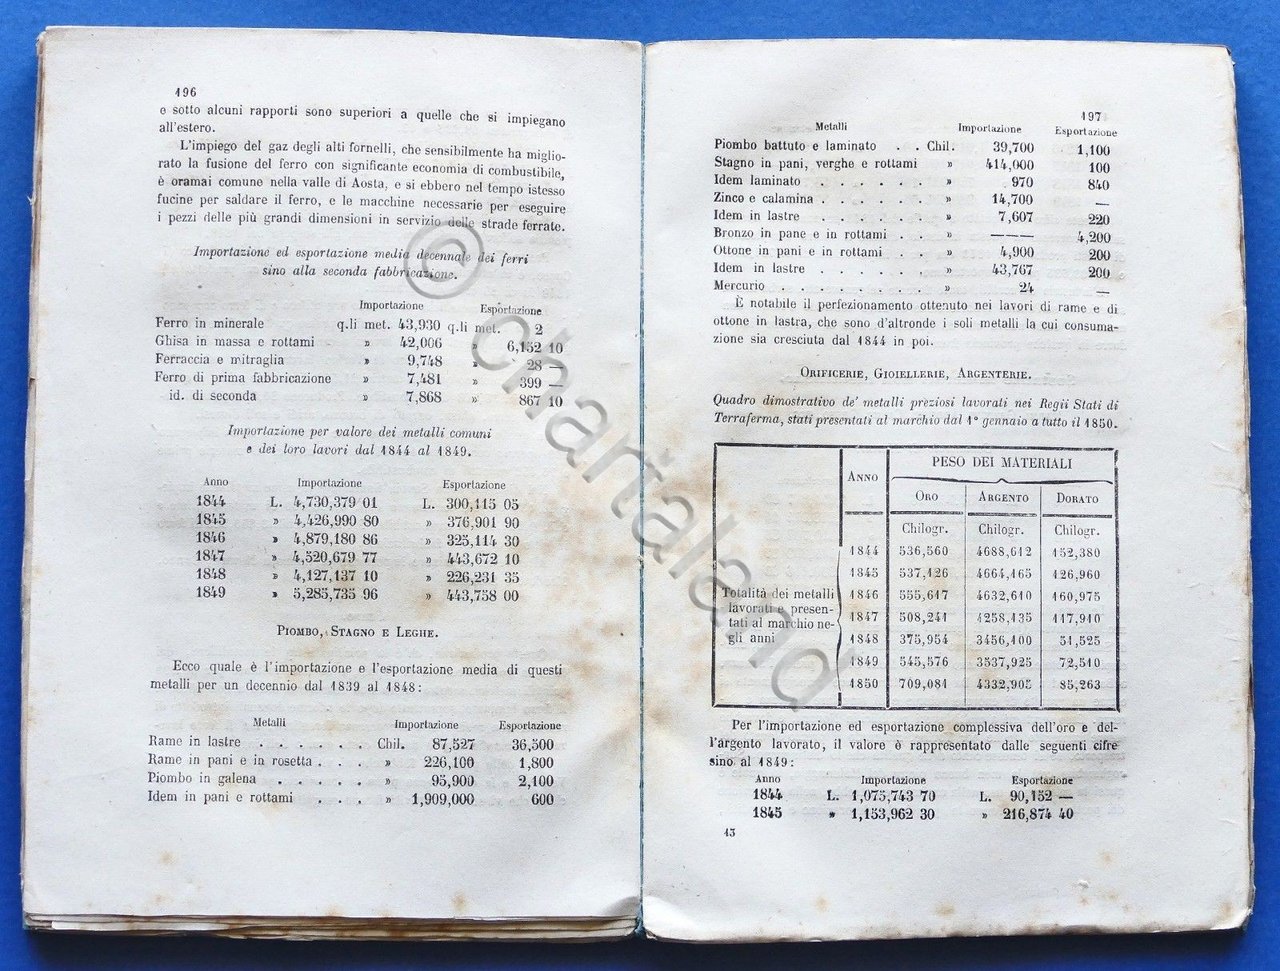 196
e sotto alcuni rapporti sono superiori a quelle che si impiegano
all'estero.
L'impiego del gaz degli alti fornelli, che sensibilmente ha miglio-
rato la fusione del ferro con significante economia di combustibile,
è oramai comune nella valle di Aosta, e si ebbero nel tempo istesso
fucine per saldare il ferro, e le macchine necessarie per eseguire
i pezzi delle più grandi dimensioni in servizio delle strade ferrate.
Importazione ed esportazione media decennale dei ferri
sino alla seconda fabbricazione.
Importazione Esportazione
Ferro in minerale q.li met. 43,930 q.li met. 2
Ghisa in massa e rottami » 42,006 » 6,152 10
Ferraccia e mitraglia » 9,748 » 28 —
Ferro di prima fabbricazione » 7,481 » 399 —
id. di seconda » 7,868 » 867 10
Importazione per valore dei metalli comuni
e dei loro lavori dal 1844 al 1849.
Anno Importazione Esportazione
1844 L. 4,730,379 01 L. 300,115 05
1845 » 4,426,990 80 » 376,901 90
1846 » 4,879,180 86 » 325,114 30
1847 » 4,520,679 77 » 443,672 10
1848 » 4,127,137 10 » 226,231 35
1849 » 5,285,735 96 » 443,758 00
Piombo, Stagno e Leghe.
Ecco quale è l'importazione e l'esportazione media di questi
metalli per un decennio dal 1839 al 1848:
Metalli Importazione Esportazione
Rame in lastre . . . . . . Chil. 87,527 36,500
Rame in pani e in rosetta . . . » 226,100 1,800
Piombo in galena . . . . . » 95,900 2,100
Idem in pani e rottami . . . » 1,909,000 600
197
Metalli Importazione Esportazione
Piombo battuto e laminato . . Chil. 39,700 1,100
Stagno in pani, verghe e rottami » 414,000 100
Idem laminato . . . . . . » 970 840
Zinco e calamina . . . . . . » 14,700 —
Idem in lastre . . . . . . » 7,607 220
Bronzo in pane e in rottami . . » ——— 4,200
Ottone in pani e in rottami . . » 4,900 200
Idem in lastre . . . . . . » 43,767 200
Mercurio . . . . . . . . » 24 —
È notabile il perfezionamento ottenuto nei lavori di rame e di
ottone in lastra, che sono d'altronde i soli metalli la cui consuma-
zione sia cresciuta dal 1844 in poi.
Orificerie, Gioiellerie, Argenterie.
Quadro dimostrativo de' metalli preziosi lavorati nei Regii Stati di
Terraferma, stati presentati al marchio dal 1° gennaio a tutto il 1850.
Anno PESO DEI MATERIALI
Oro Argento Dorato
Chilogr. Chilogr. Chilogr.
1844 536,560 4688,612 152,380
1845 537,126 4664,165 126,960
Totalità dei metalli 1846 555,617 4632,610 160,975
lavorati e presen-
tati al marchio ne- 1847 508,241 4258,135 117,910
gli anni 1848 375,954 3456,100 51,525
1849 545,576 3537,925 72,510
1850 709,081 4332,905 85,263
Per l'importazione ed esportazione complessiva dell'oro e del-
l'argento lavorato, il valore è rappresentato dalle seguenti cifre
sino al 1849:
Anno Importazione Esportazione
1844 L. 1,075,743 70 L. 90,152 —
1845 » 1,153,962 30 » 216,874 40
13
© chartaland